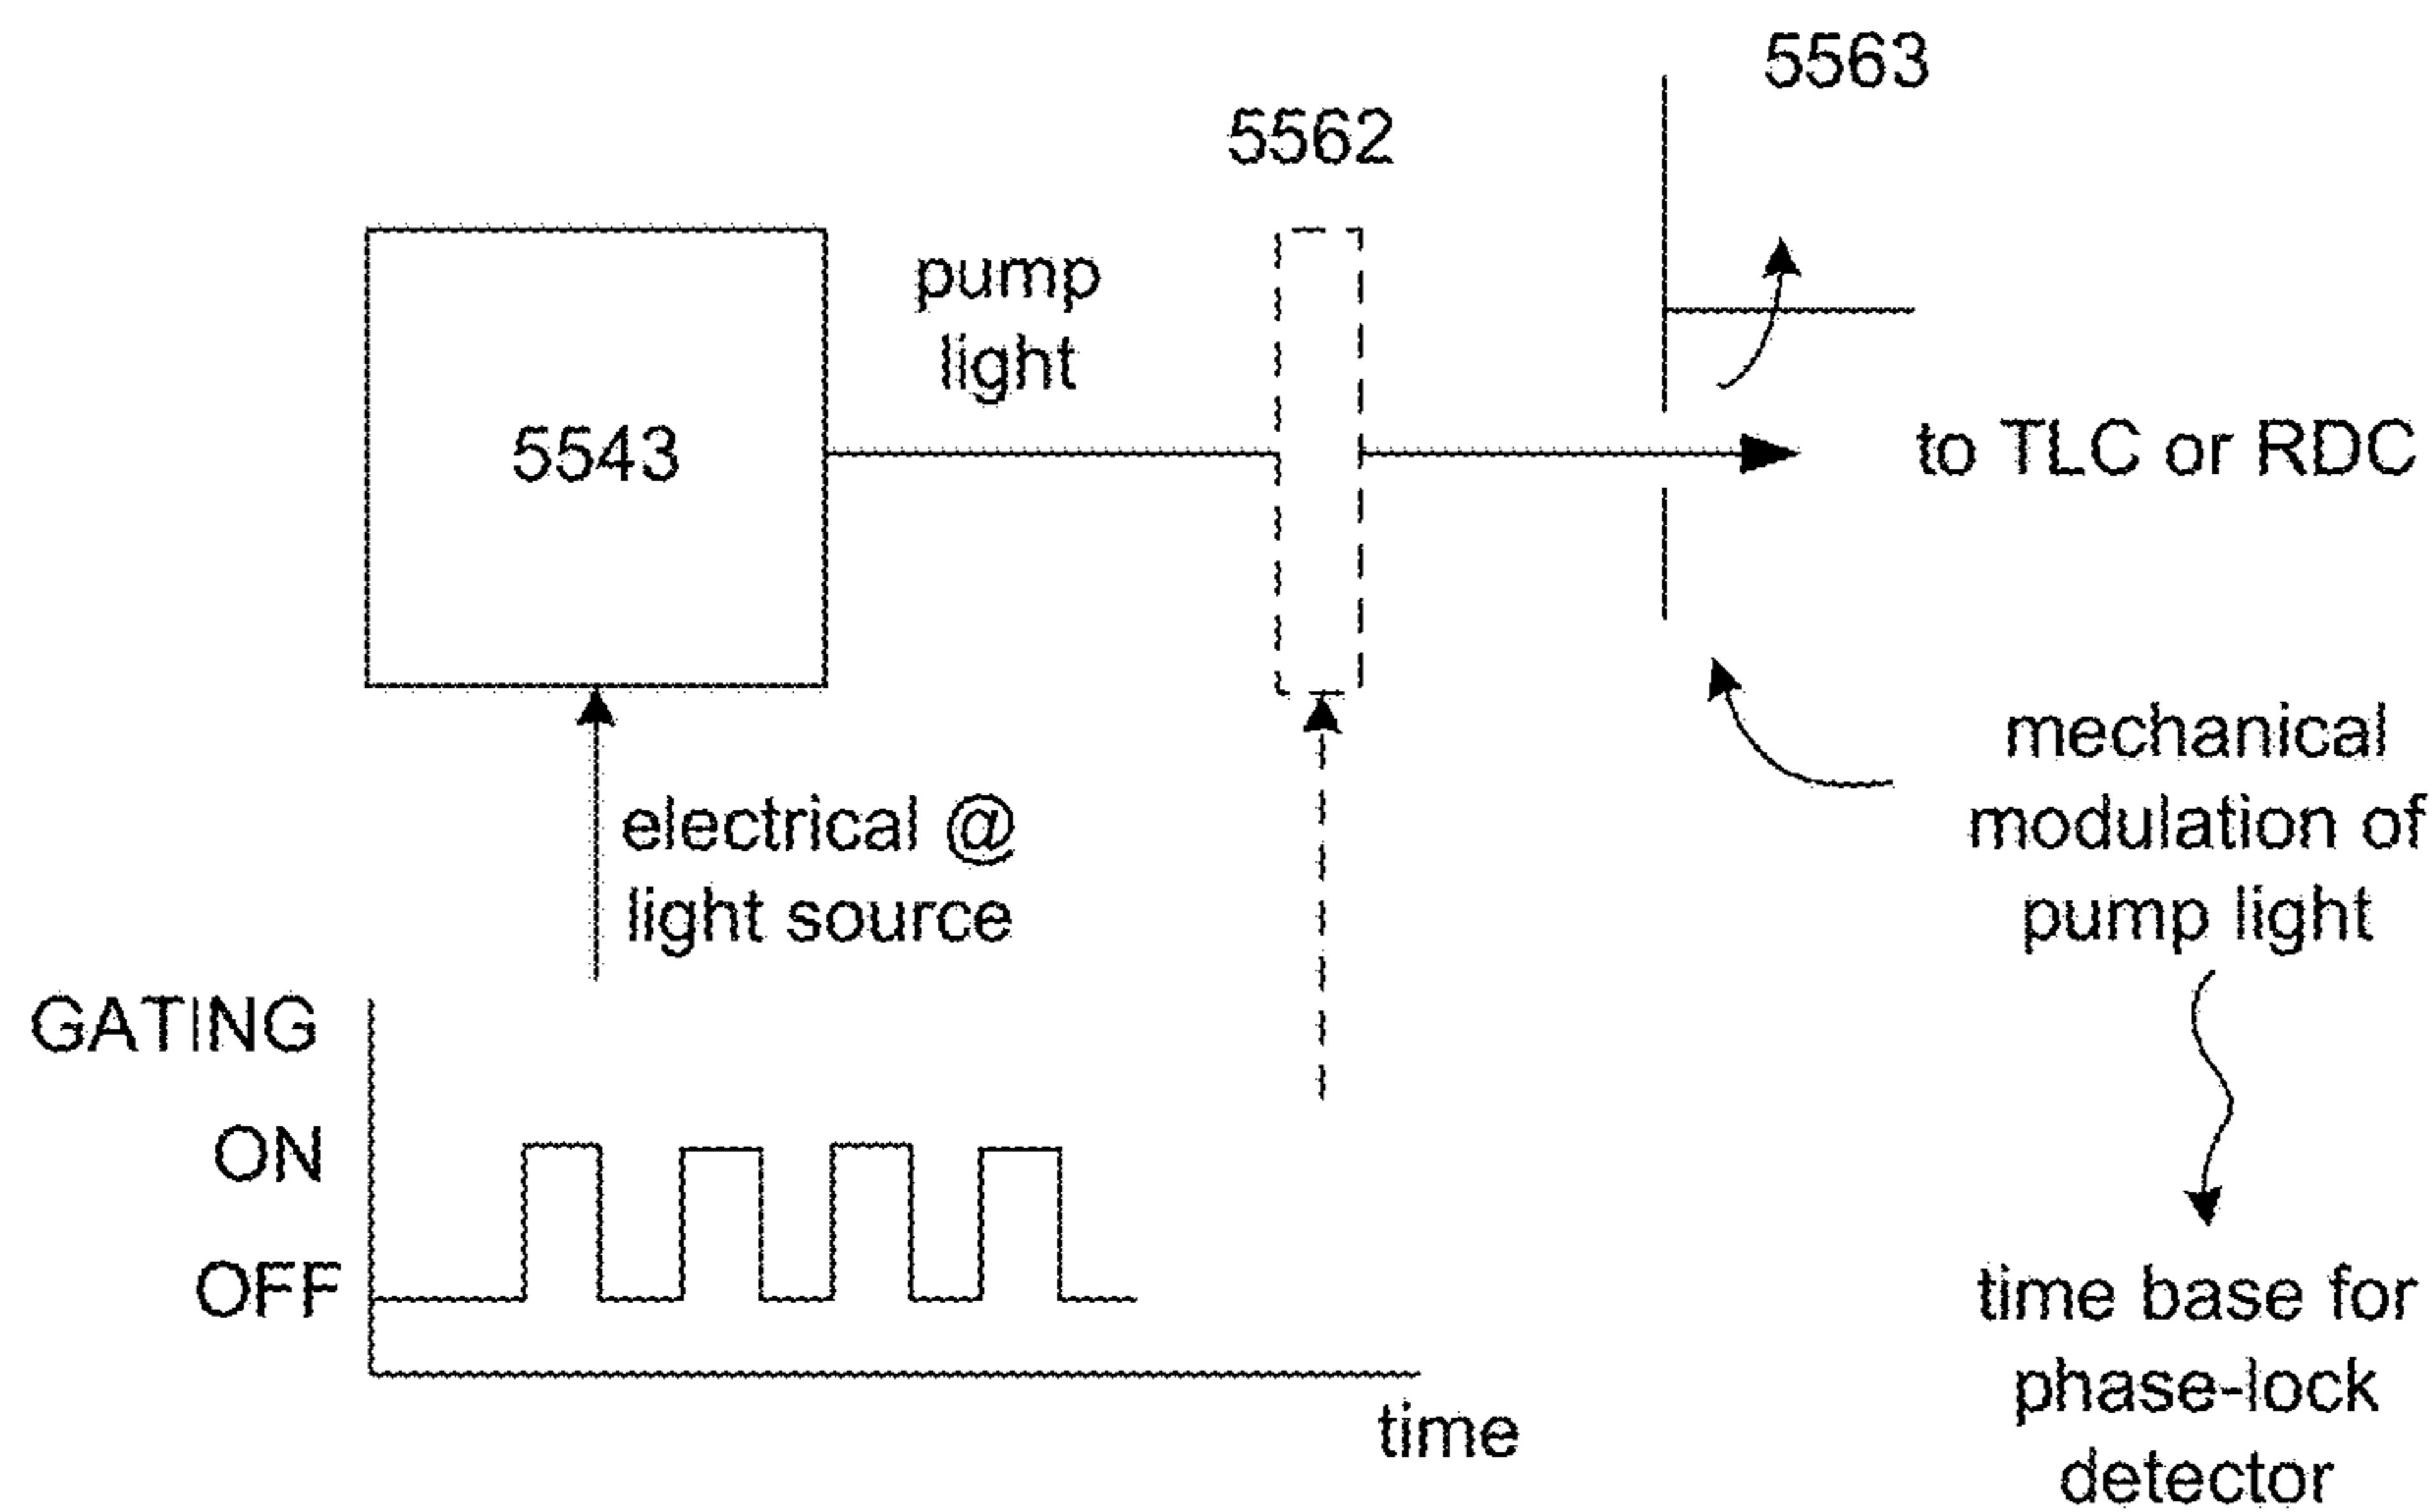 5563
5562
pump
light
5543
to TLC or RDC
mechanical
modulation of
pump light
electrical @
light source
GATING
ON
OFF
time
time base for
phase-lock
detector